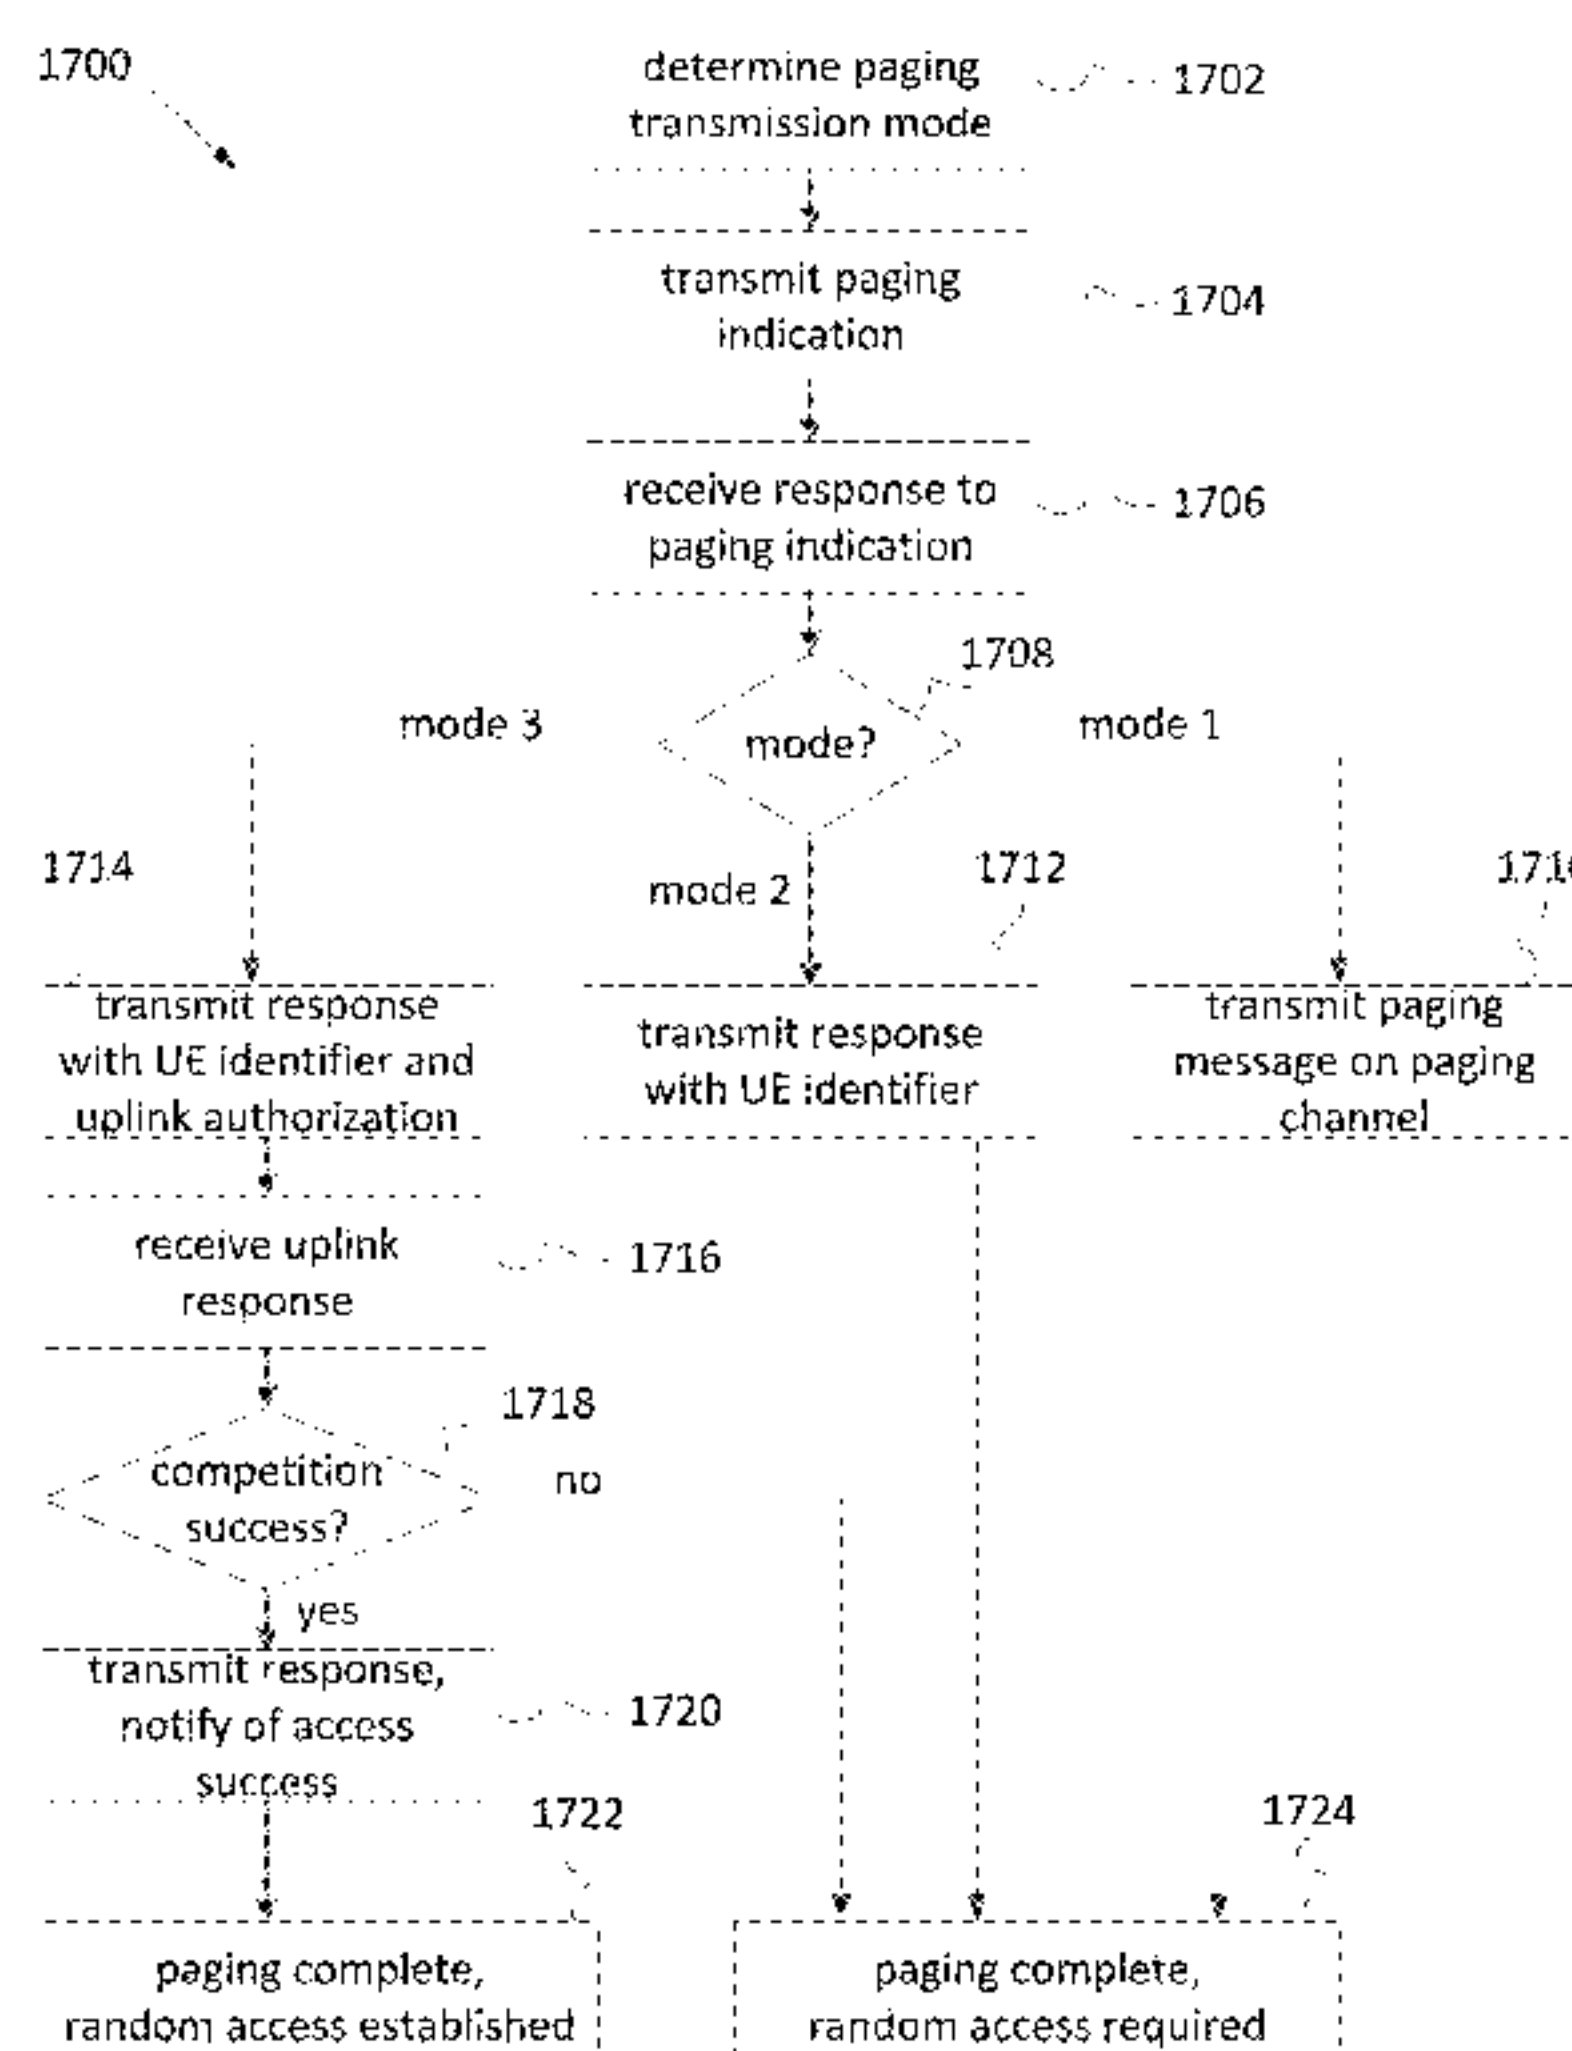 1700
determine paging
transmission mode
1702
transmit paging
indication
1704
receive response to
paging indication
1706
1708
mode 3
mode?
mode 1
1714
mode 2
1712
transmit response
with UE identifier and
uplink authorization
transmit response
with UE identifier
transmit paging
message on paging
channel
receive uplink
response
1716
1718
competition
success?
no
yes
transmit response,
notify of access
success
1720
1722
1724
paging complete,
random access established
paging complete,
random access required